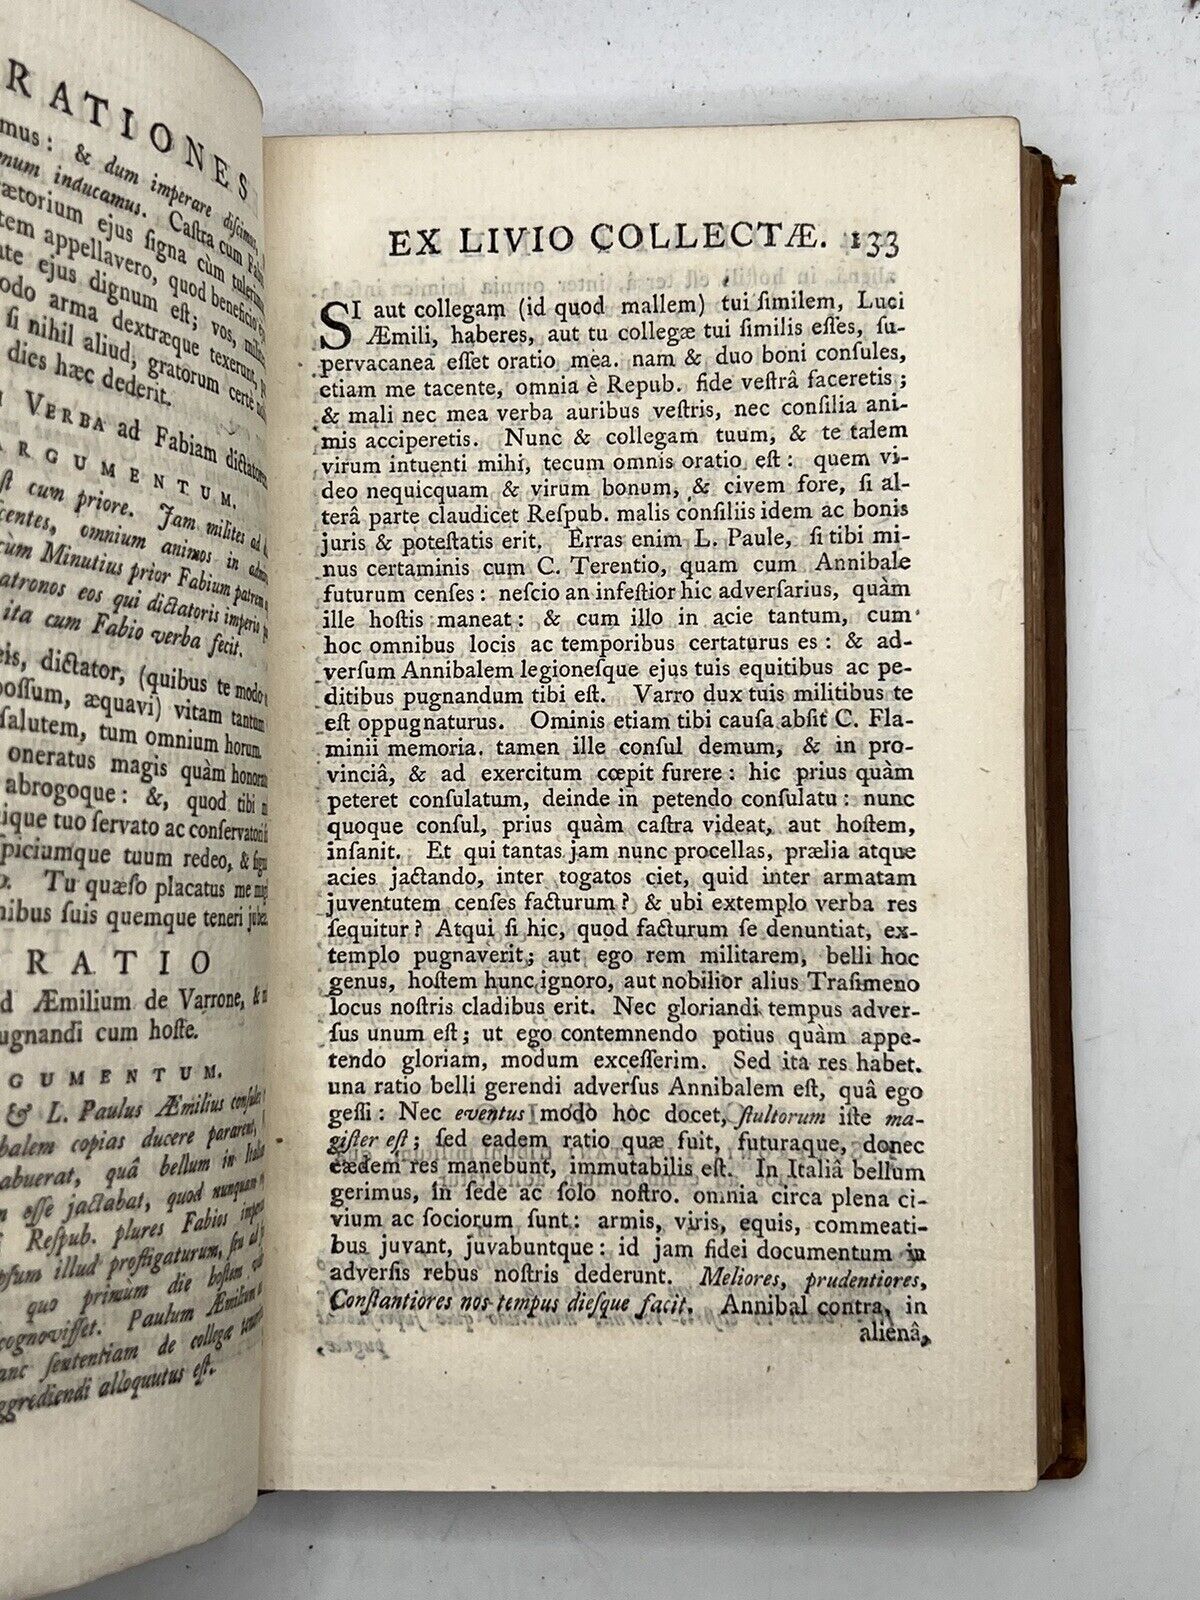 RATIONES
mus: & dum imperare diſcimus,
num inducamus. Caſtra cum Fabio
ætorium ejus ſigna cùm tulerimus
tem appellavero, quod beneficio
te ejus dignum eſt; vos, milites
odo arma dextræque texerunt,
ſi nihil aliud, gratorum certè
dies hæc dederit.
VERBA ad Fabiam dictatorem
ARGUMENTUM.
ſt cum priore. Jam milites ad
centes, omnium animos in
cùm Minutius prior Fabium patrem
atronos eos qui dictatoris imperio
ita cum Fabio verba fecit.
eis, dictator, (quibus te modo
poſſum, æquavi) vitam tantum
ſalutem, tum omnium horum.
oneratus magis quàm
abrogoque: &, quod tibi
ique tuo ſervato ac
ſpiciumque tuum redeo, &
o. Tu quæſo placatus me
nibus ſuis quemque teneri
RATIO
d Æmilium de Varrone, &
ugnandi cum hoſte.
GUMENTUM.
& L. Paulus Æmilius
balem copias ducere pararent,
abuerat, quâ bellum in Italia
m eſſe jactabat, quod nunquam
i Reſpub. plures Fabios
pſum illud profligaturum, ſeu
quo primum die hoſtem
cognoviſſet. Paulum Æmilium
anc ſententiam de collega
ggrediendi alloquutus eſt.
EX LIVIO COLLECTÆ. 133
SI aut collegam (id quod mallem) tui ſimilem, Luci
Æmili, haberes, aut tu collegæ tui ſimilis eſſes, ſu-
pervacanea eſſet oratio mea. nam & duo boni conſules,
etiam me tacente, omnia è Repub. fide veſtrâ faceretis;
& mali nec mea verba auribus veſtris, nec conſilia ani-
mis acciperetis. Nunc & collegam tuum, & te talem
virum intuenti mihi, tecum omnis oratio eſt: quem vi-
deo nequicquam & virum bonum, & civem fore, ſi al-
terâ parte claudicet Reſpub. malis conſiliis idem ac bonis
juris & poteſtatis erit. Erras enim L. Paule, ſi tibi mi-
nus certaminis cum C. Terentio, quam cum Annibale
futurum cenſes: neſcio an infeſtior hic adverſarius, quàm
ille hoſtis maneat: & cum illo in acie tantum, cum
hoc omnibus locis ac temporibus certaturus es: & ad-
verſum Annibalem legioneſque ejus tuis equitibus ac pe-
ditibus pugnandum tibi eſt. Varro dux tuis militibus te
eſt oppugnaturus. Ominis etiam tibi cauſa abſit C. Fla-
minii memoria. tamen ille conſul demum, & in pro-
vinciâ, & ad exercitum cœpit furere: hic prius quàm
peteret conſulatum, deinde in petendo conſulatu: nunc
quoque conſul, prius quàm caſtra videat, aut hoſtem,
inſanit. Et qui tantas jam nunc procellas, prælia atque
acies jactando, inter togatos ciet, quid inter armatam
juventutem cenſes facturum? & ubi extemplo verba res
ſequitur? Atqui ſi hic, quod facturum ſe denuntiat, ex-
templo pugnaverit; aut ego rem militarem, belli hoc
genus, hoſtem hunc ignoro, aut nobilior alius Traſimeno
locus noſtris cladibus erit. Nec gloriandi tempus adver-
ſus unum eſt; ut ego contemnendo potius quàm appe-
tendo gloriam, modum exceſſerim. Sed ita res habet.
una ratio belli gerendi adverſus Annibalem eſt, quâ ego
geſſi: Nec eventus modò hoc docet, ſtultorum iſte ma-
giſter eſt; ſed eadem ratio quæ fuit, futuraque, donec
eædem res manebunt, immutabilis eſt. In Italiâ bellum
gerimus, in ſede ac ſolo noſtro. omnia circa plena ci-
vium ac ſociorum ſunt: armis, viris, equis, commeati-
bus juvant, juvabuntque: id jam fidei documentum in
adverſis rebus noſtris dederunt. Meliores, prudentiores,
Conſtantiores nos tempus dieſque facit. Annibal contra, in
alienâ,